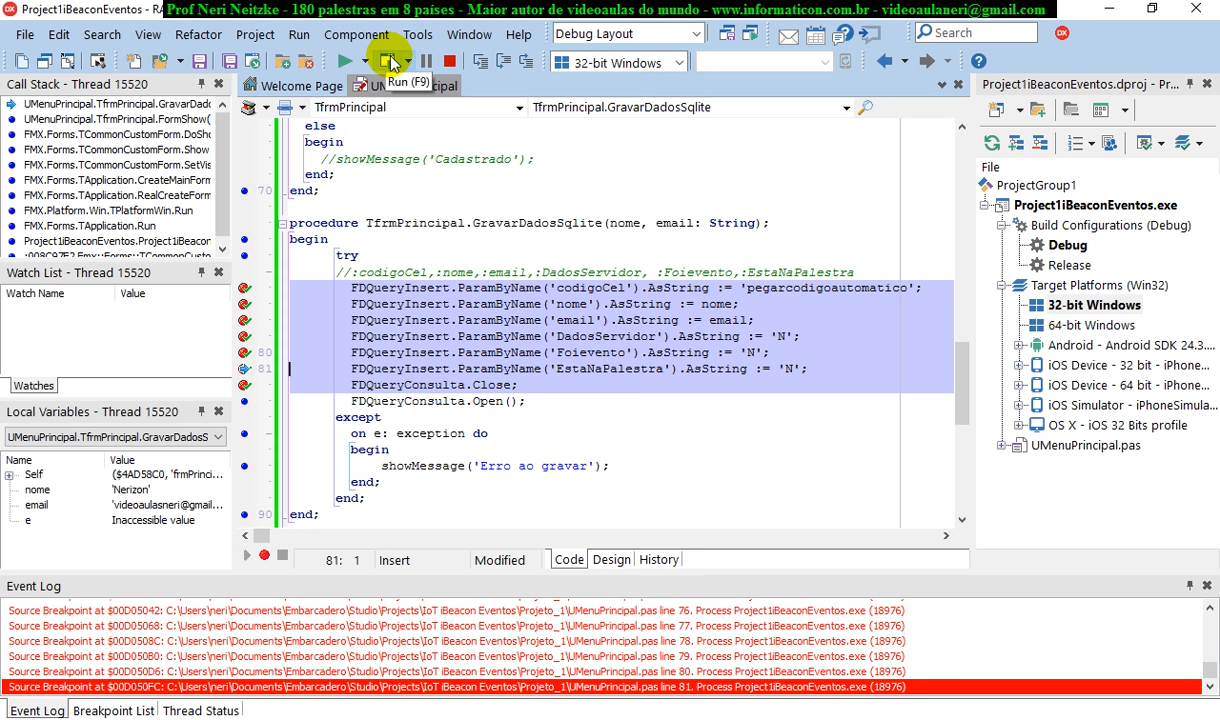 Project1iBeaconEventos - RA
Prof Neri Neitzke - 180 palestras em 8 países - Maior autor de videoaulas do mundo - www.informaticon.com.br - videoaulaneri@gmail.com
File Edit Search View Refactor Project Run Component Tools Window Help
Debug Layout
Search
32-bit Windows
Call Stack - Thread 15520
UMenuPrincipal.TfrmPrincipal.GravarDadc
UMenuPrincipal.TfrmPrincipal.FormShow(
FMX.Forms.TCommonCustomForm.DoSho
FMX.Forms.TCommonCustomForm.Show
FMX.Forms.TCommonCustomForm.SetVis
FMX.Forms.TApplication.CreateMainForm
FMX.Forms.TApplication.RealCreateForm
FMX.Platform.Win.TPlatformWin.Run
FMX.Forms.TApplication.Run
Project1iBeaconEventos.Project1iBeacon
Watch List - Thread 15520
Watch Name Value
Watches
Local Variables - Thread 15520
UMenuPrincipal.TfrmPrincipal.GravarDadosS
Name Value
Self ($4AD58C0, 'frmPrinci...
nome 'Nerizon'
email 'videoaulasneri@gmail...
e Inaccessible value
Welcome Page
Run (F9)
TfrmPrincipal
TfrmPrincipal.GravarDadosSqlite
else
begin
//showMessage('Cadastrado');
end;
70 end;
procedure TfrmPrincipal.GravarDadosSqlite(nome, email: String);
begin
try
//:codigoCel,:nome,:email,:DadosServidor, :Foievento,:EstaNaPalestra
FDQueryInsert.ParamByName('codigoCel').AsString := 'pegarcodigoautomatico';
FDQueryInsert.ParamByName('nome').AsString := nome;
FDQueryInsert.ParamByName('email').AsString := email;
FDQueryInsert.ParamByName('DadosServidor').AsString := 'N';
80 FDQueryInsert.ParamByName('Foievento').AsString := 'N';
81 FDQueryInsert.ParamByName('EstaNaPalestra').AsString := 'N';
FDQueryConsulta.Close;
FDQueryConsulta.Open();
except
on e: exception do
begin
showMessage('Erro ao gravar');
end;
end;
90 end;
81: 1 Insert Modified Code Design History
Project1iBeaconEventos.dproj - Pr...
File
ProjectGroup1
Project1iBeaconEventos.exe
Build Configurations (Debug)
Debug
Release
Target Platforms (Win32)
32-bit Windows
64-bit Windows
Android - Android SDK 24.3....
iOS Device - 32 bit - iPhone...
iOS Device - 64 bit - iPhone...
iOS Simulator - iPhoneSimula...
OS X - iOS 32 Bits profile
UMenuPrincipal.pas
Event Log
Source Breakpoint at $00D05042: C:\Users\neri\Documents\Embarcadero\Studio\Projects\IoT iBeacon Eventos\Projeto_1\UMenuPrincipal.pas line 76. Process Project1iBeaconEventos.exe (18976)
Source Breakpoint at $00D05068: C:\Users\neri\Documents\Embarcadero\Studio\Projects\IoT iBeacon Eventos\Projeto_1\UMenuPrincipal.pas line 77. Process Project1iBeaconEventos.exe (18976)
Source Breakpoint at $00D0508C: C:\Users\neri\Documents\Embarcadero\Studio\Projects\IoT iBeacon Eventos\Projeto_1\UMenuPrincipal.pas line 78. Process Project1iBeaconEventos.exe (18976)
Source Breakpoint at $00D050B0: C:\Users\neri\Documents\Embarcadero\Studio\Projects\IoT iBeacon Eventos\Projeto_1\UMenuPrincipal.pas line 79. Process Project1iBeaconEventos.exe (18976)
Source Breakpoint at $00D050D6: C:\Users\neri\Documents\Embarcadero\Studio\Projects\IoT iBeacon Eventos\Projeto_1\UMenuPrincipal.pas line 80. Process Project1iBeaconEventos.exe (18976)
Source Breakpoint at $00D050FC: C:\Users\neri\Documents\Embarcadero\Studio\Projects\IoT iBeacon Eventos\Projeto_1\UMenuPrincipal.pas line 81. Process Project1iBeaconEventos.exe (18976)
Event Log Breakpoint List Thread Status